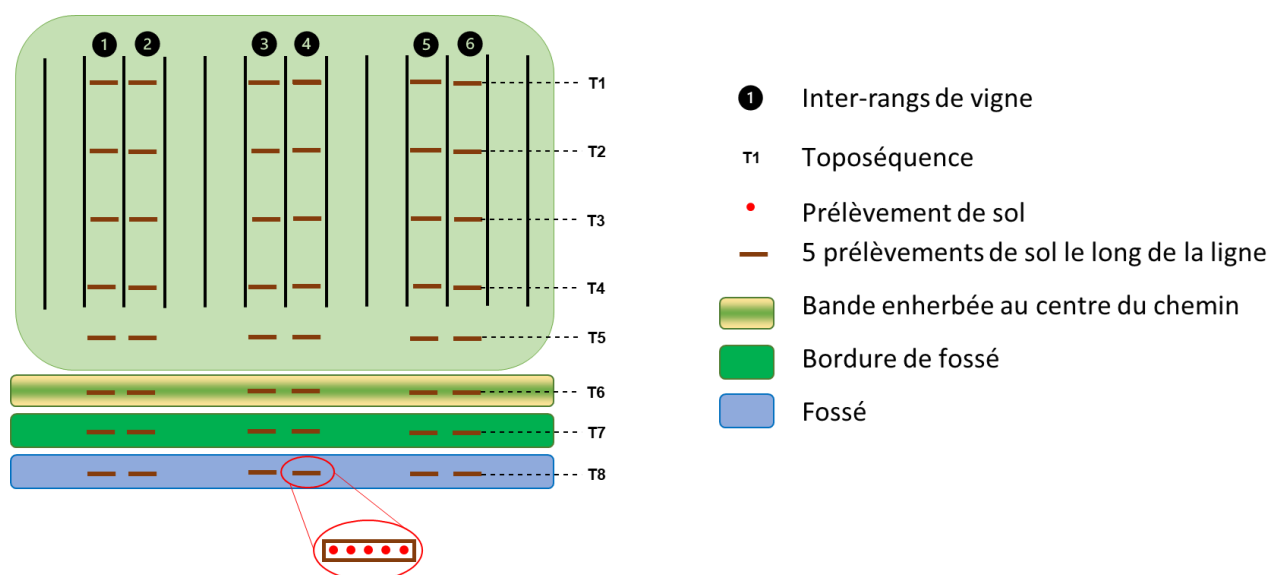 1 2 3 4 5 6
T1
T2
T3
T4
T5
T6
T7
T8
1 Inter-rangs de vigne
T1 Toposéquence
Prélèvement de sol
5 prélèvements de sol le long de la ligne
Bande enherbée au centre du chemin
Bordure de fossé
Fossé